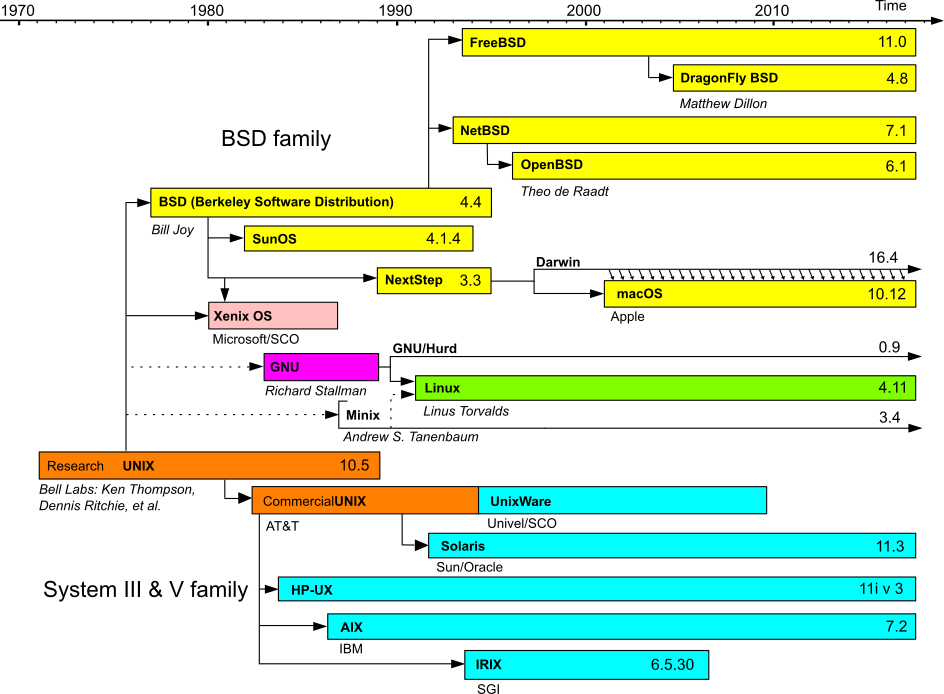 1970 1980 1990 2000 2010 Time
FreeBSD 11.0
DragonFly BSD 4.8
Matthew Dillon
BSD family
NetBSD 7.1
OpenBSD 6.1
Theo de Raadt
BSD (Berkeley Software Distribution) 4.4
Bill Joy
SunOS 4.1.4
Darwin 16.4
NextStep 3.3
macOS 10.12
Apple
Xenix OS
Microsoft/SCO
GNU/Hurd 0.9
GNU
Richard Stallman
Linux 4.11
Linus Torvalds
Minix 3.4
Andrew S. Tanenbaum
Research UNIX 10.5
Bell Labs: Ken Thompson,
Dennis Ritchie, et al.
CommercialUNIX
UnixWare
AT&T
Univel/SCO
Solaris 11.3
Sun/Oracle
System III & V family
HP-UX 11i v 3
AIX 7.2
IBM
IRIX 6.5.30
SGI